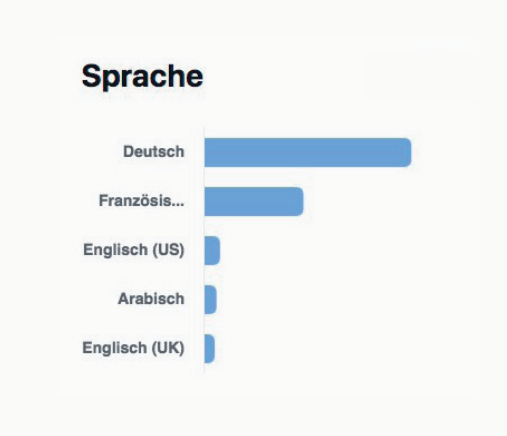 Sprache
Deutsch
Französis...
Englisch (US)
Arabisch
Englisch (UK)